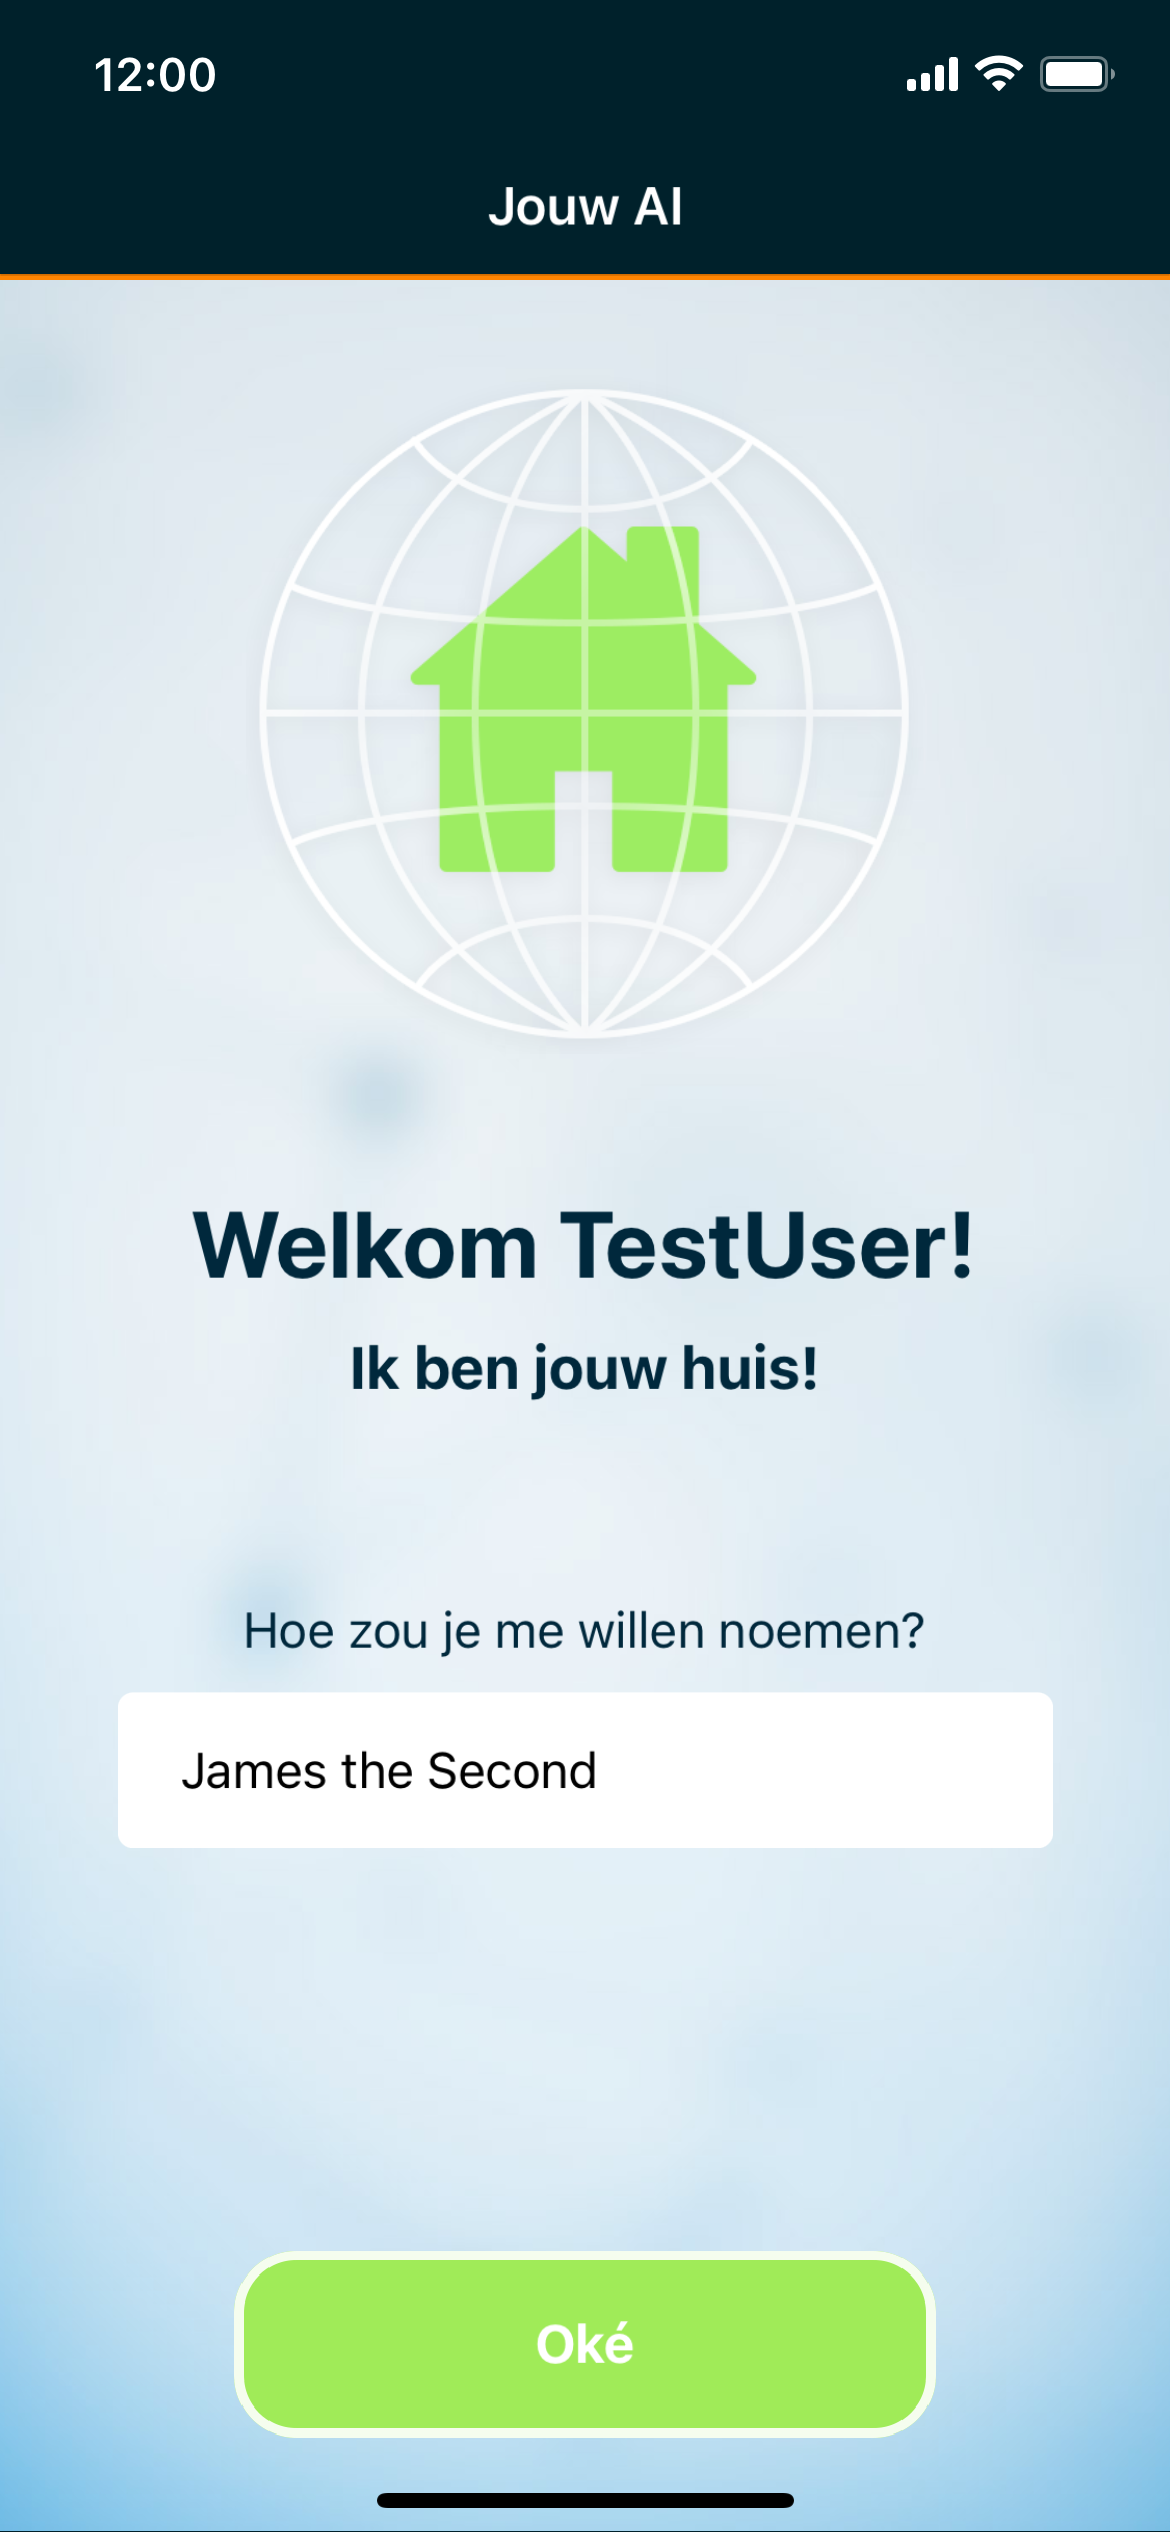 12:00
Jouw AI
Welkom TestUser!
Ik ben jouw huis!
Hoe zou je me willen noemen?
James the Second
Oké